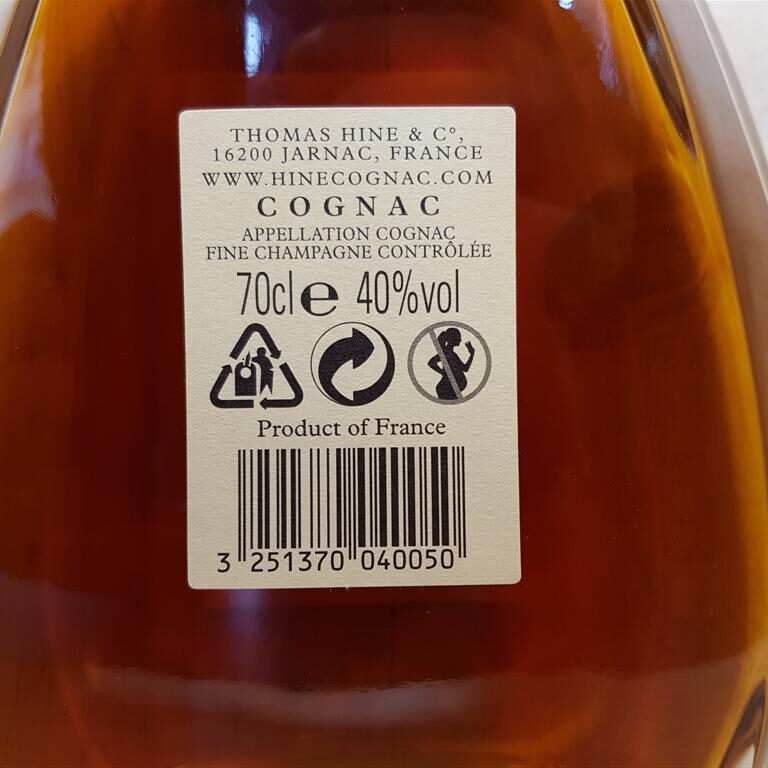 THOMAS HINE & C°,
16200 JARNAC, FRANCE
WWW.HINECOGNAC.COM
COGNAC
APPELLATION COGNAC
FINE CHAMPAGNE CONTRÔLÉE
70cl e 40%vol
Product of France
3 251370 040050